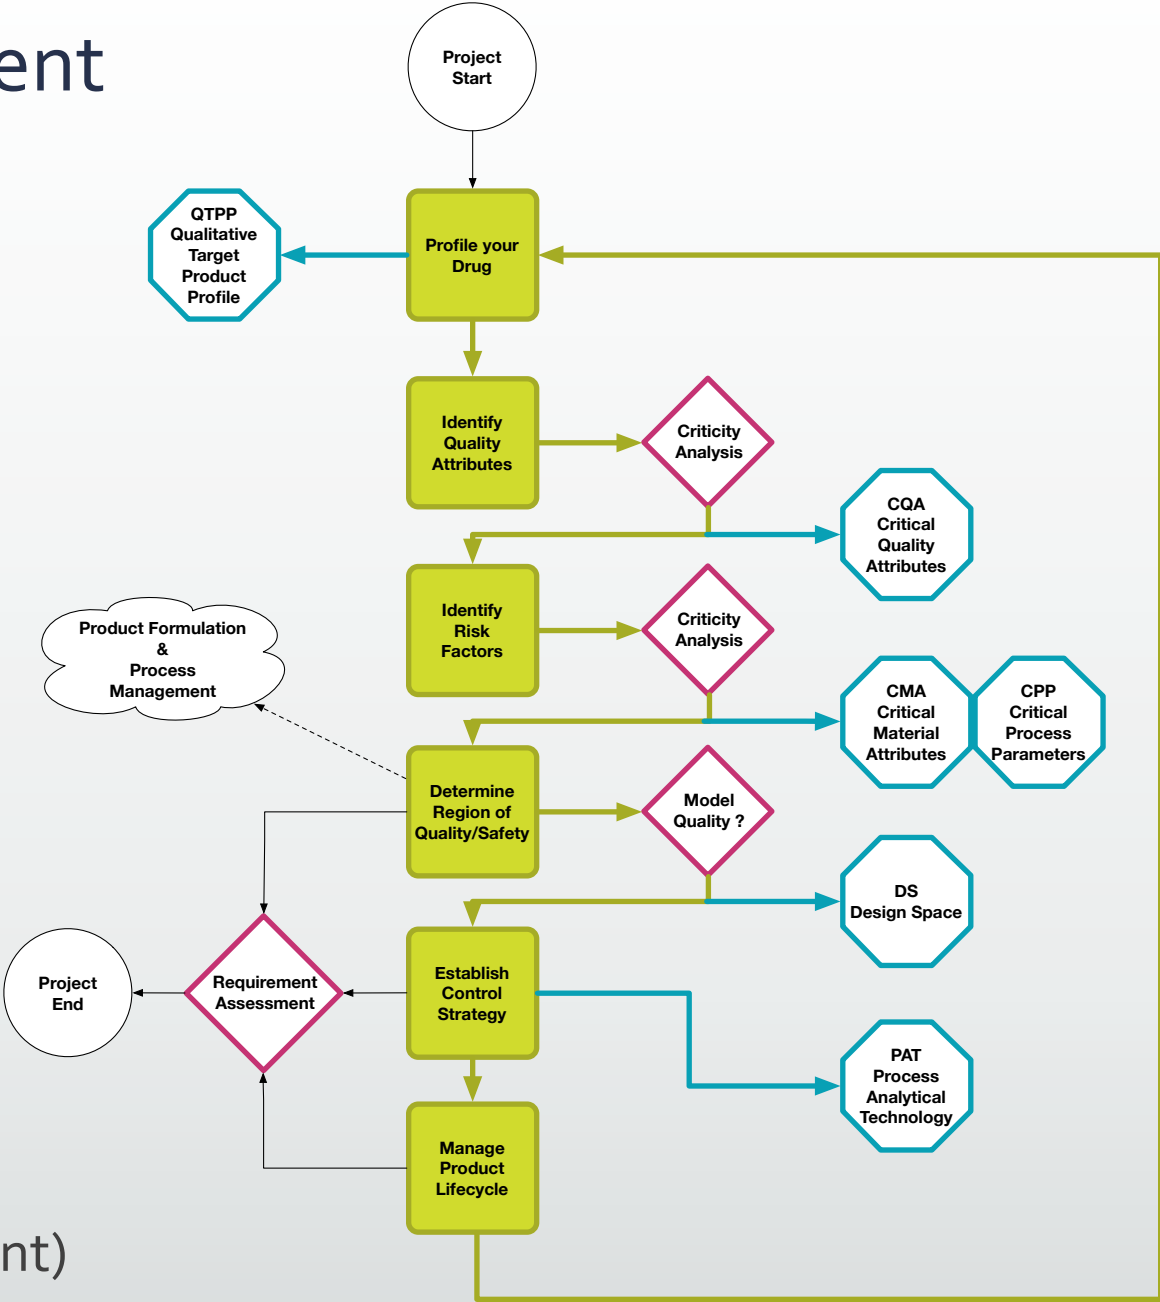 ent
Project
Start
QTPP
Qualitative
Target
Product
Profile
Profile your
Drug
Identify
Quality
Attributes
Criticity
Analysis
CQA
Critical
Quality
Attributes
Identify
Risk
Factors
Criticity
Analysis
Product Formulation
&
Process
Management
CMA
Critical
Material
Attributes
CPP
Critical
Process
Parameters
Determine
Region of
Quality/Safety
Model
Quality ?
DS
Design Space
Project
End
Requirement
Assessment
Establish
Control
Strategy
PAT
Process
Analytical
Technology
Manage
Product
Lifecycle
nt)